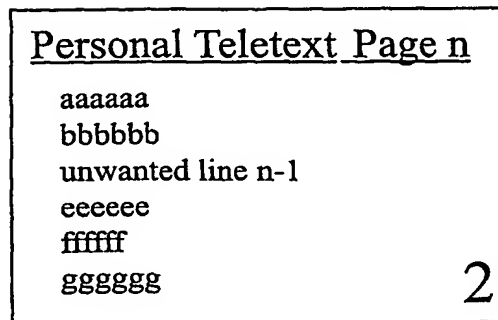 Personal Teletext Page n
aaaaaa
bbbbbb
unwanted line n-1
eeeeee
ffffff
gggggg
2